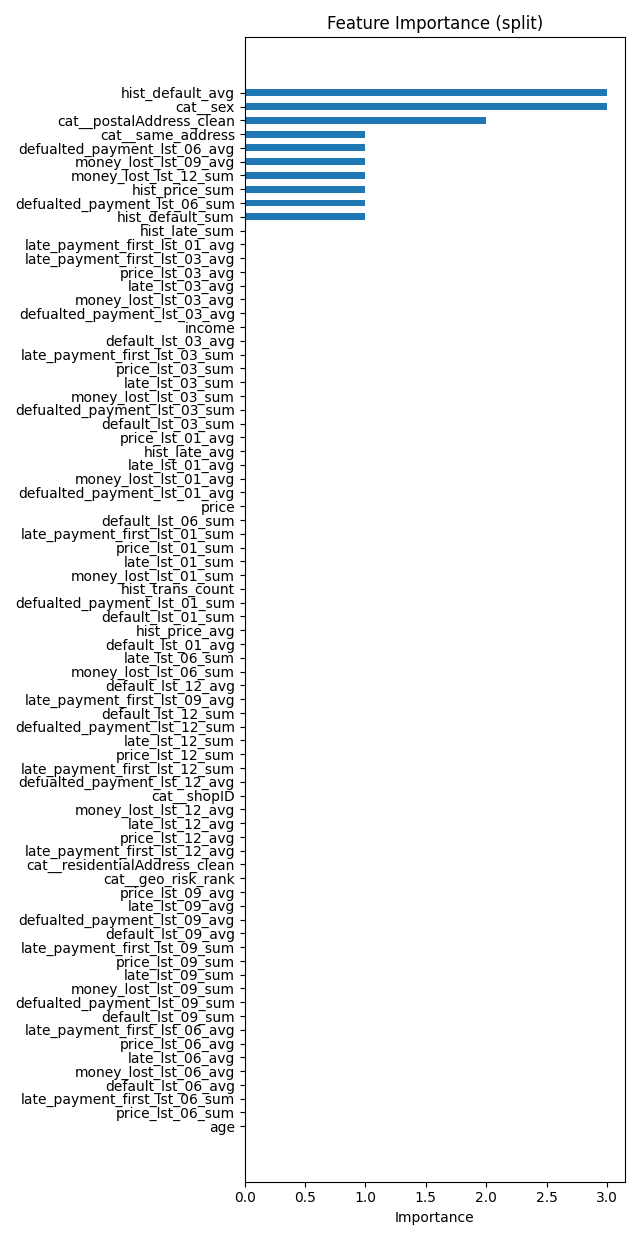 Feature Importance (split)
hist_default_avg
cat__sex
cat__postalAddress_clean
cat__same_address
defualted_payment_lst_06_avg
money_lost_lst_09_avg
money_lost_lst_12_sum
hist_price_sum
defualted_payment_lst_06_sum
hist_default_sum
hist_late_sum
late_payment_first_lst_01_avg
late_payment_first_lst_03_avg
price_lst_03_avg
late_lst_03_avg
money_lost_lst_03_avg
defualted_payment_lst_03_avg
income
default_lst_03_avg
late_payment_first_lst_03_sum
price_lst_03_sum
late_lst_03_sum
money_lost_lst_03_sum
defualted_payment_lst_03_sum
default_lst_03_sum
price_lst_01_avg
hist_late_avg
late_lst_01_avg
money_lost_lst_01_avg
defualted_payment_lst_01_avg
price
default_lst_06_sum
late_payment_first_lst_01_sum
price_lst_01_sum
late_lst_01_sum
money_lost_lst_01_sum
hist_trans_count
defualted_payment_lst_01_sum
default_lst_01_sum
hist_price_avg
default_lst_01_avg
late_lst_06_sum
money_lost_lst_06_sum
default_lst_12_avg
late_payment_first_lst_09_avg
default_lst_12_sum
defualted_payment_lst_12_sum
late_lst_12_sum
price_lst_12_sum
late_payment_first_lst_12_sum
defualted_payment_lst_12_avg
cat__shopID
money_lost_lst_12_avg
late_lst_12_avg
price_lst_12_avg
late_payment_first_lst_12_avg
cat__residentialAddress_clean
cat__geo_risk_rank
price_lst_09_avg
late_lst_09_avg
defualted_payment_lst_09_avg
default_lst_09_avg
late_payment_first_lst_09_sum
price_lst_09_sum
late_lst_09_sum
money_lost_lst_09_sum
defualted_payment_lst_09_sum
default_lst_09_sum
late_payment_first_lst_06_avg
price_lst_06_avg
late_lst_06_avg
money_lost_lst_06_avg
default_lst_06_avg
late_payment_first_lst_06_sum
price_lst_06_sum
age
0.0 0.5 1.0 1.5 2.0 2.5 3.0
Importance